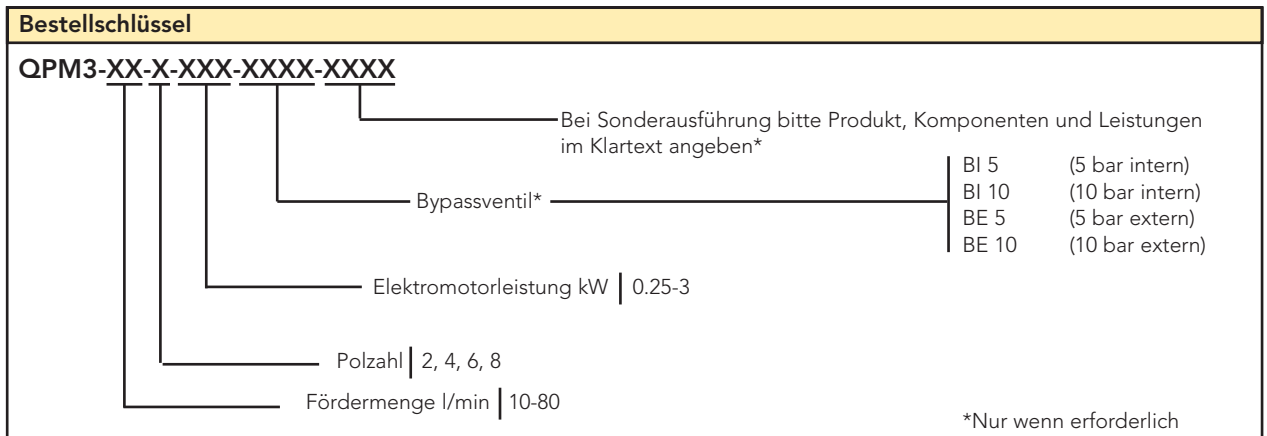 Bestellschlüssel
QPM3-XX-X-XXX-XXXX-XXXX
Bei Sonderausführung bitte Produkt, Komponenten und Leistungen
im Klartext angeben*
Bypassventil*
BI 5 (5 bar intern)
BI 10 (10 bar intern)
BE 5 (5 bar extern)
BE 10 (10 bar extern)
Elektromotorleistung kW 0.25-3
Polzahl 2, 4, 6, 8
Fördermenge l/min 10-80
*Nur wenn erforderlich